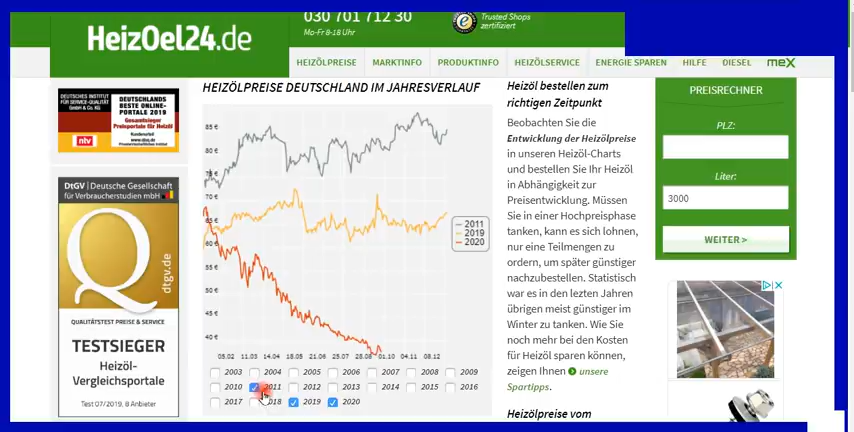 HeizOel24.de
030 701 712 30
Mo-Fr 8-18 Uhr
Trusted Shops
zertifiziert
HEIZÖLPREISE
MARKTINFO
PRODUKTINFO
HEIZÖLSERVICE
ENERGIE SPAREN
HILFE
DIESEL
meX
DEUTSCHES INSTITUT
FÜR SERVICE-QUALITÄT
GmbH & Co. KG
DEUTSCHLANDS
BESTE ONLINE-
PORTALE 2019
Gesamtsieger
Preisportale für Heizöl
ntv
DtGV Deutsche Gesellschaft
für Verbraucherstudien mbH
Q
dtgv.de
QUALITÄTSTEST PREISE & SERVICE
TESTSIEGER
Heizöl-
Vergleichsportale
Test 07/2019, 8 Anbieter
HEIZÖLPREISE DEUTSCHLAND IM JAHRESVERLAUF
85 €
80 €
75 €
70 €
65 €
60 €
55 €
50 €
45 €
40 €
2011
2019
2020
05.02 11.03 14.04 18.05 21.06 25.07 28.08 01.10 04.11 08.12
2003 2004 2005 2006 2007 2008 2009
2010 2011 2012 2013 2014 2015 2016
2017 2018 2019 2020
Heizöl bestellen zum
richtigen Zeitpunkt
Beobachten Sie die
Entwicklung der Heizölpreise
in unseren Heizöl-Charts
und bestellen Sie Ihr Heizöl
in Abhängigkeit zur
Preisentwicklung. Müssen
Sie in einer Hochpreisphase
tanken, kann es sich lohnen,
nur eine Teilmengen zu
ordern, um später günstiger
nachzubestellen. Statistisch
war es in den lezten Jahren
übrigen meist günstiger im
Winter zu tanken. Wie Sie
noch mehr bei den Kosten
für Heizöl sparen können,
zeigen Ihnen unsere
Spartipps.
Heizölpreise vom
PREISRECHNER
PLZ:
Liter:
3000
WEITER >